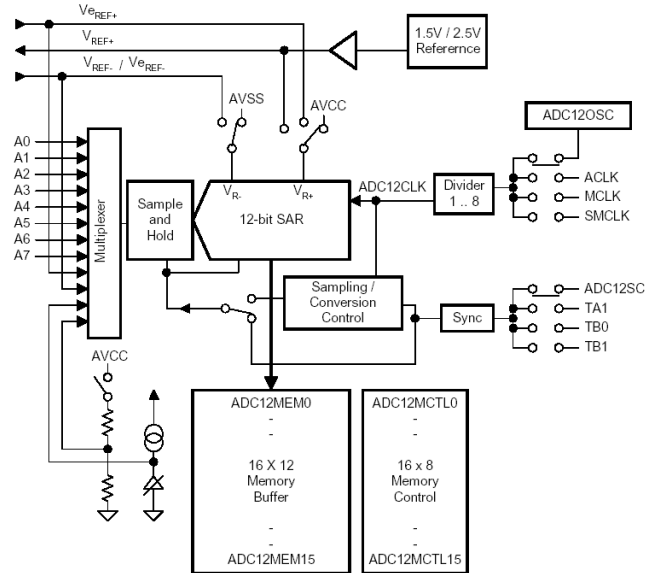 VeREF+
VREF+
1.5V / 2.5V
Referernce
VREF- / VeREF-
AVSS
AVCC
ADC12OSC
A0
A1
A2
A3
A4
A5
A6
A7
Multiplexer
Sample
and
Hold
VR-
VR+
12-bit SAR
ADC12CLK
Divider
1 .. 8
ACLK
MCLK
SMCLK
Sampling /
Conversion
Control
Sync
ADC12SC
TA1
TB0
TB1
AVCC
ADC12MEM0
-
-
16 X 12
Memory
Buffer
-
-
ADC12MEM15
ADC12MCTL0
-
-
16 x 8
Memory
Control
-
-
ADC12MCTL15